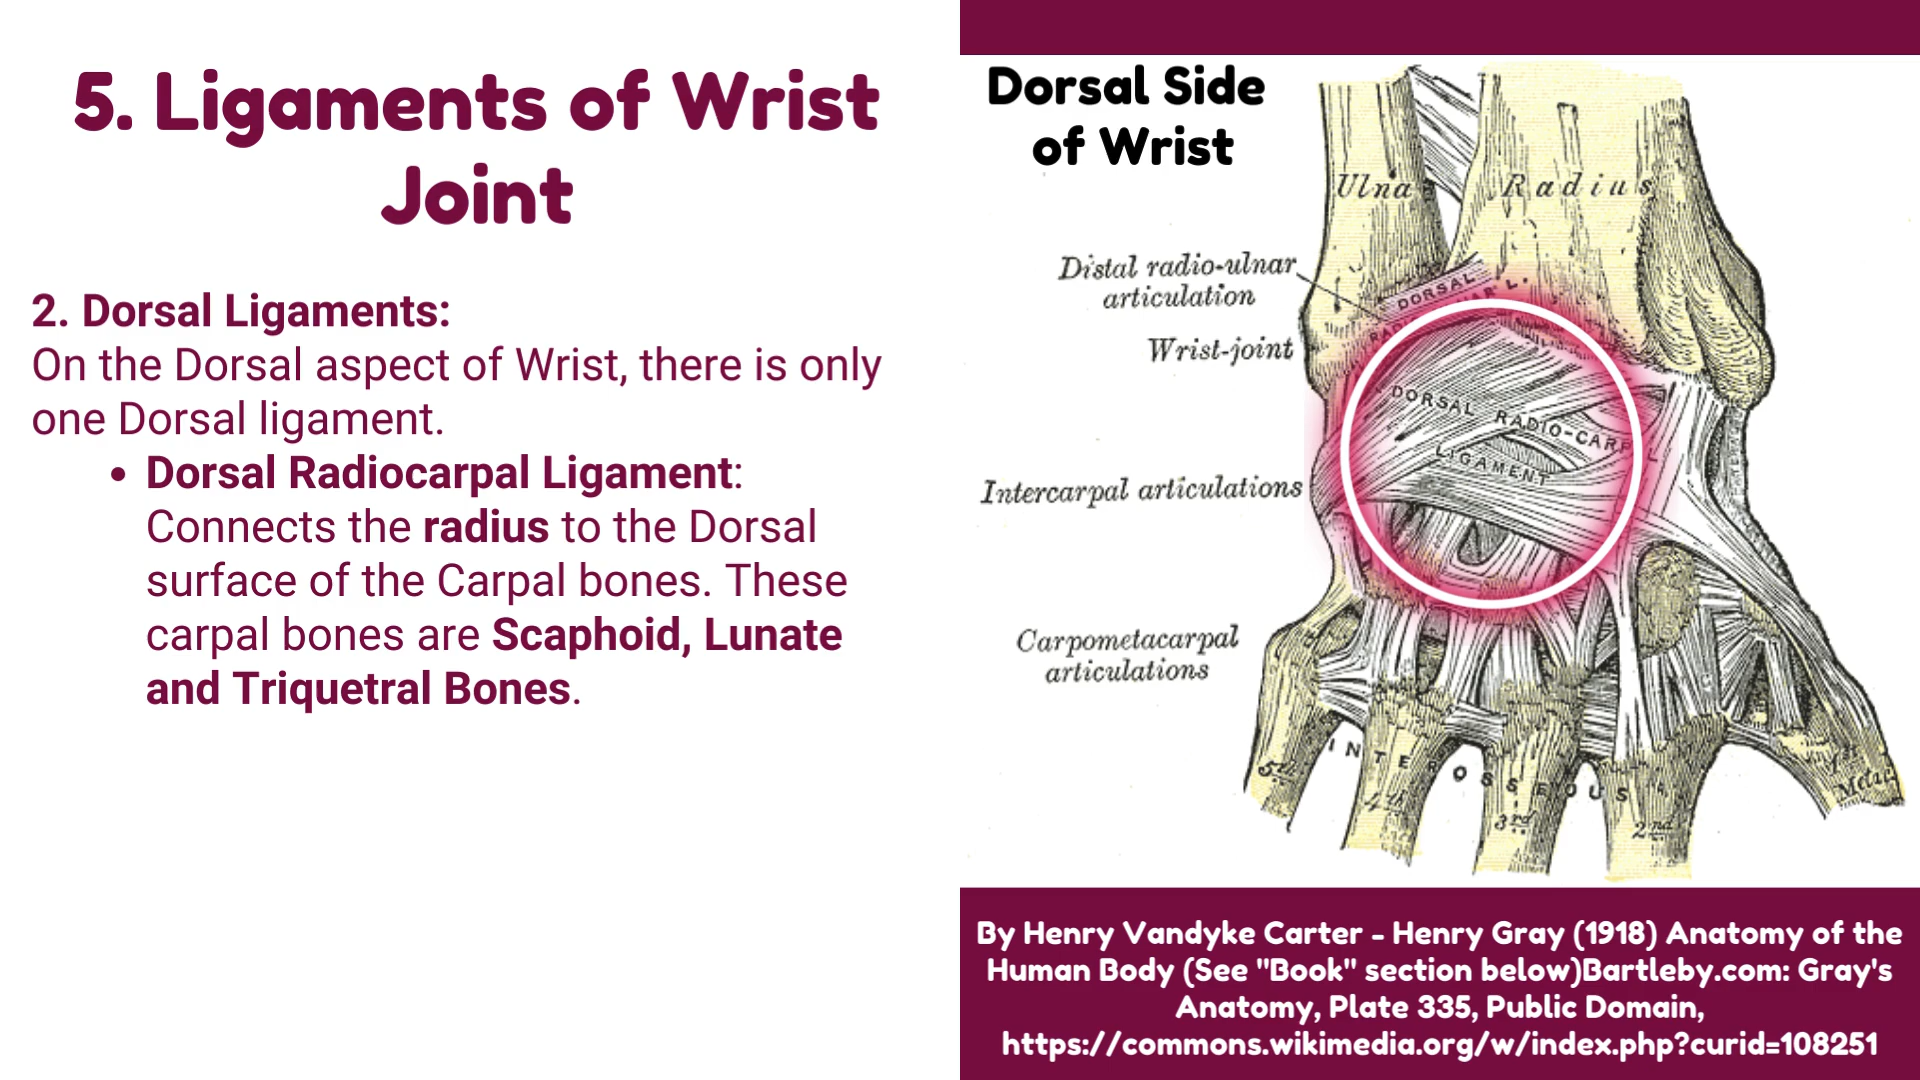 5. Ligaments of Wrist
Joint
2. Dorsal Ligaments:
On the Dorsal aspect of Wrist, there is only
one Dorsal ligament.
• Dorsal Radiocarpal Ligament:
Connects the radius to the Dorsal
surface of the Carpal bones. These
carpal bones are Scaphoid, Lunate
and Triquetral Bones.
Dorsal Side
of Wrist
Ulna
Radius
Distal radio-ulnar
articulation
DORSAL
Wrist-joint
DORSAL RADIO-CARP
LIGAMENT
Intercarpal articulations
Carpometacarpal
articulations
INTEROSSEOUS
5th
4th
3rd
2nd
By Henry Vandyke Carter - Henry Gray (1918) Anatomy of the
Human Body (See "Book" section below)Bartleby.com: Gray's
Anatomy, Plate 335, Public Domain,
https://commons.wikimedia.org/w/index.php?curid=108251